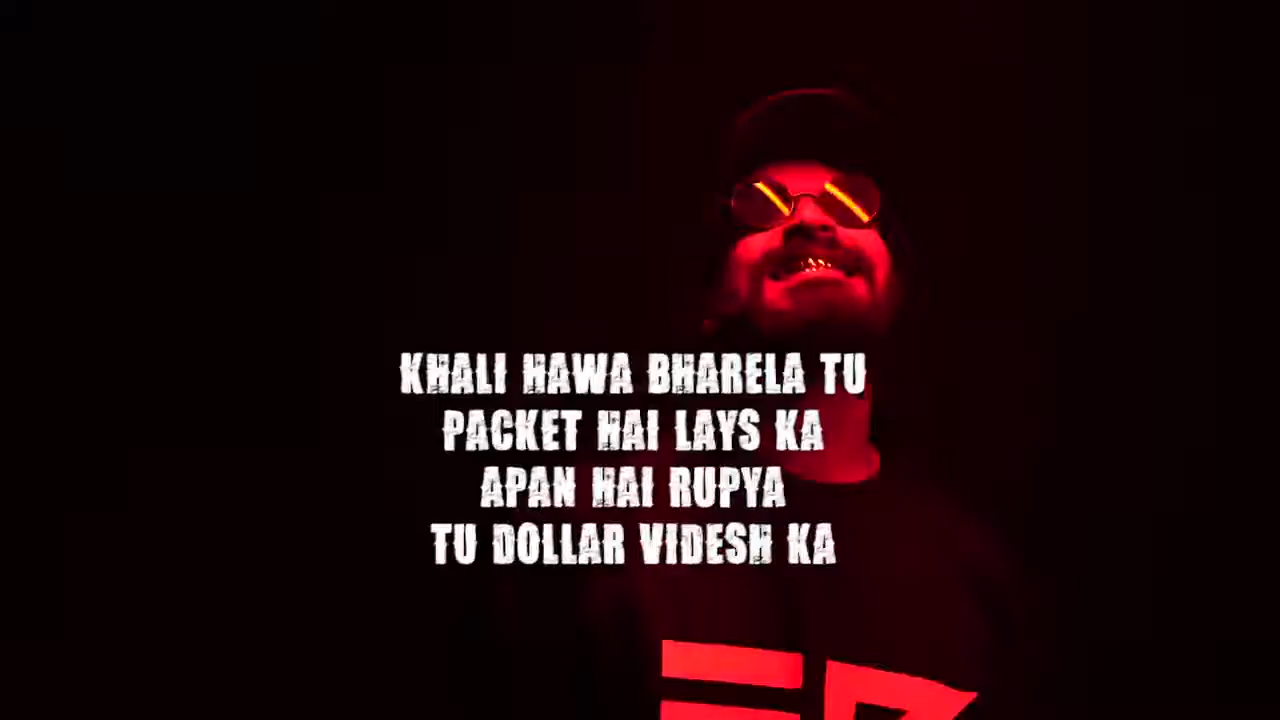 KHALI HAWA BHARELA TU
PACKET HAI LAYS KA
APAN HAI RUPYA
TU DOLLAR VIDESH KA